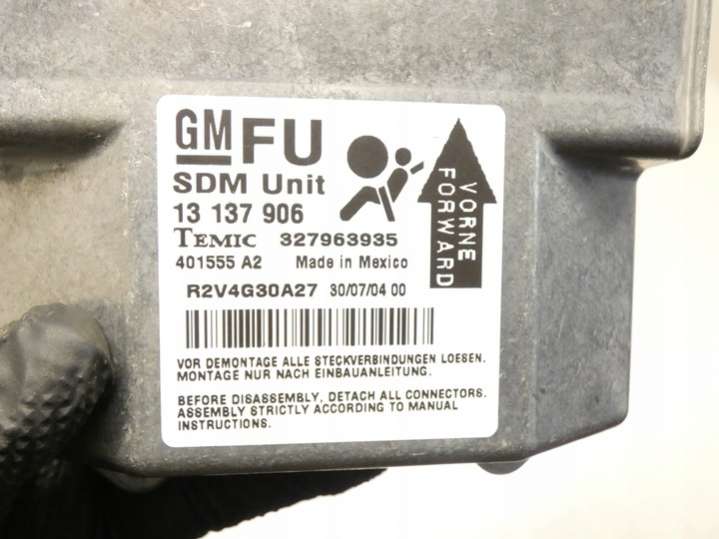 GM FU
SDM Unit
13 137 906
TEMIC 327963935
401555 A2 Made in Mexico
R2V4G30A27 30/07/04 00
VORNE
FORWARD
VOR DEMONTAGE ALLE STECKVERBINDUNGEN LOESEN.
MONTAGE NUR NACH EINBAUANLEITUNG.
BEFORE DISASSEMBLY, DETACH ALL CONNECTORS.
ASSEMBLY STRICTLY ACCORDING TO MANUAL
INSTRUCTIONS.